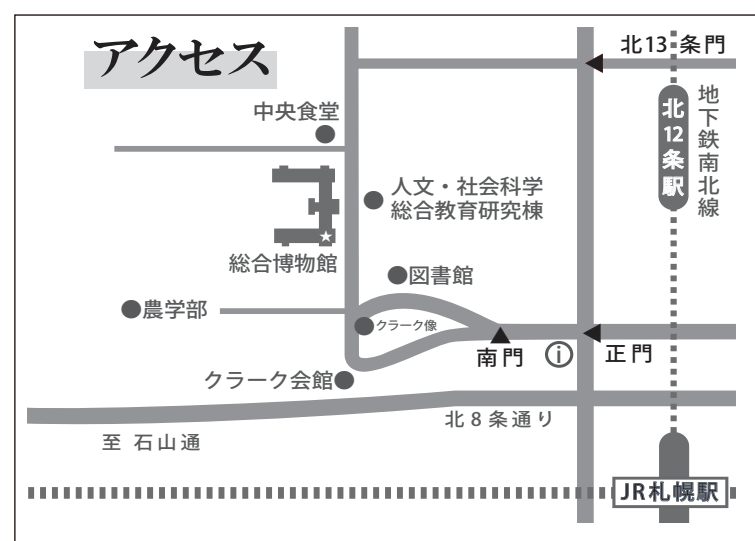 アクセス
北13条門
中央食堂
地下鉄南北線
北12条駅
人文・社会科学
総合教育研究棟
総合博物館
図書館
農学部
クラーク像
南門
i
正門
クラーク会館
北8条通り
至 石山通
JR札幌駅